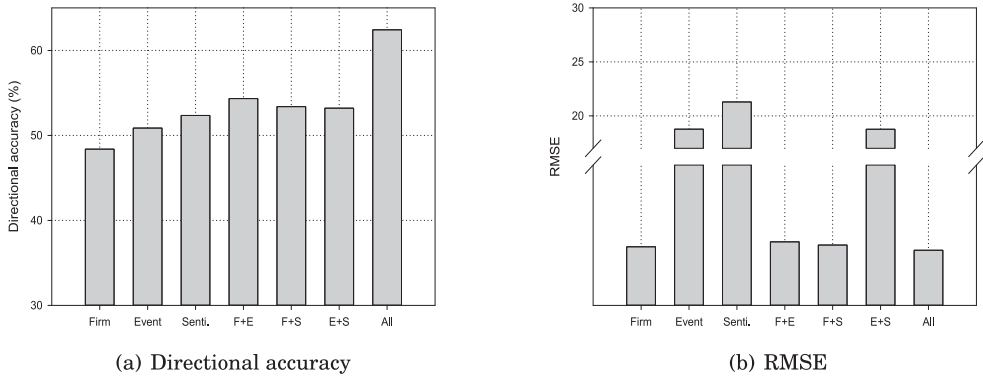 Directional accuracy (%)
60
50
40
30
Firm Event Senti. F+E F+S E+S All
(a) Directional accuracy
RMSE
30
25
20
Firm Event Senti. F+E F+S E+S All
(b) RMSE